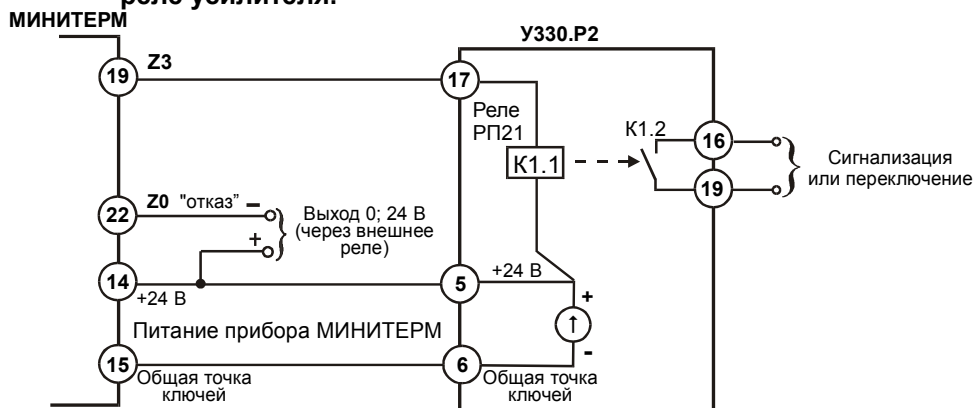 реле усилителя.
МИНИТЕРМ
У330.Р2
19 Z3
17
Реле
РП21
К1.1
К1.2
16
19
Сигнализация
или переключение
22 Z0 "отказ" –
+
Выход 0; 24 В
(через внешнее
реле)
14
+24 В
5
+24 В
+
-
Питание прибора МИНИТЕРМ
15
Общая точка
ключей
6
Общая точка
ключей